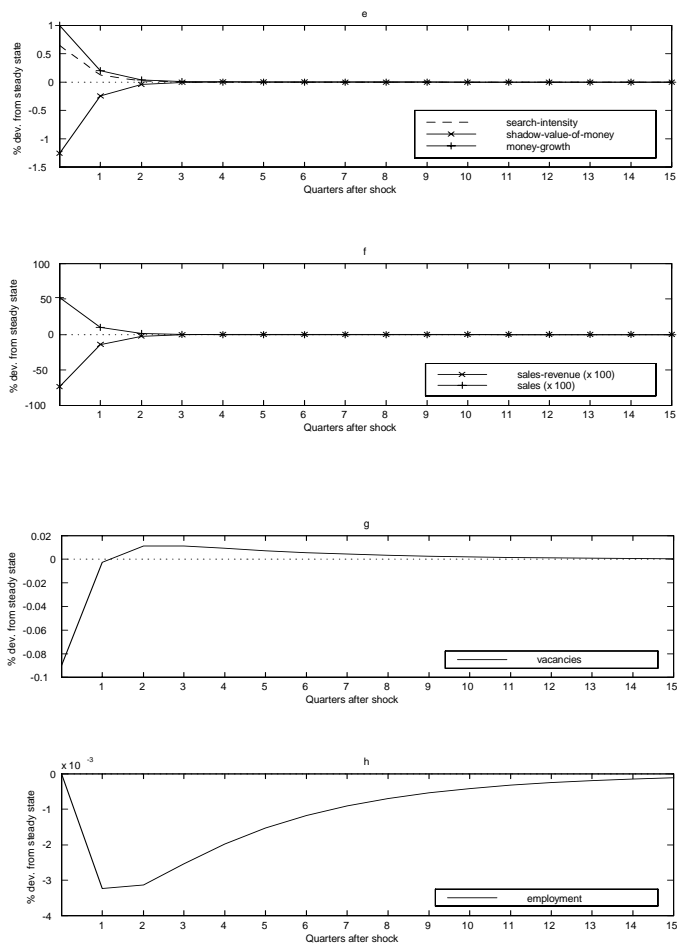 e
1
0.5
0
-0.5
-1
-1.5
% dev. from steady state
search-intensity
shadow-value-of-money
money-growth
1 2 3 4 5 6 7 8 9 10 11 12 13 14 15
Quarters after shock
f
100
50
0
-50
-100
% dev. from steady state
sales-revenue (x 100)
sales (x 100)
1 2 3 4 5 6 7 8 9 10 11 12 13 14 15
Quarters after shock
g
0.02
0
-0.02
-0.04
-0.06
-0.08
-0.1
% dev. from steady state
vacancies
1 2 3 4 5 6 7 8 9 10 11 12 13 14 15
Quarters after shock
h
x 10 -3
0
-1
-2
-3
-4
% dev. from steady state
employment
1 2 3 4 5 6 7 8 9 10 11 12 13 14 15
Quarters after shock